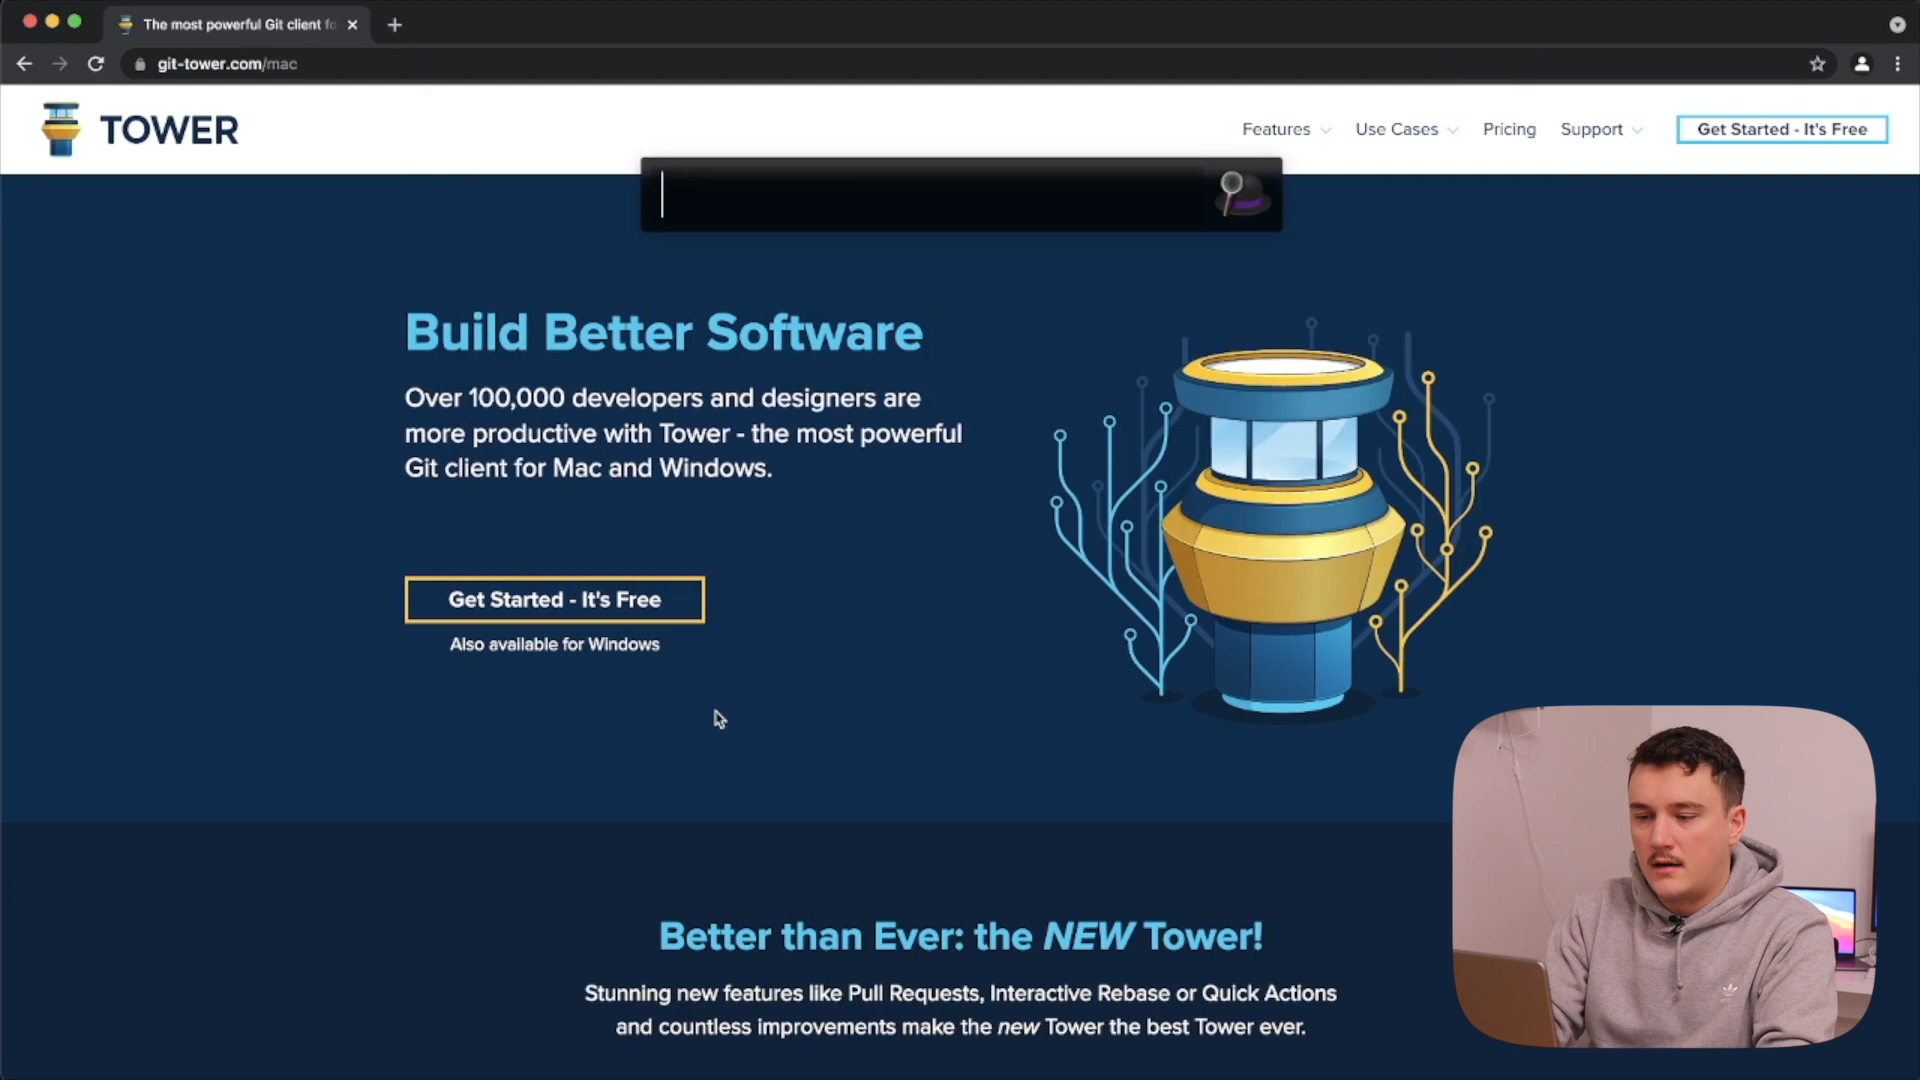 The most powerful Git client fo
git-tower.com/mac
TOWER
Features
Use Cases
Pricing
Support
Get Started - It's Free
Build Better Software
Over 100,000 developers and designers are
more productive with Tower - the most powerful
Git client for Mac and Windows.
Get Started - It's Free
Also available for Windows
Better than Ever: the NEW Tower!
Stunning new features like Pull Requests, Interactive Rebase or Quick Actions
and countless improvements make the new Tower the best Tower ever.